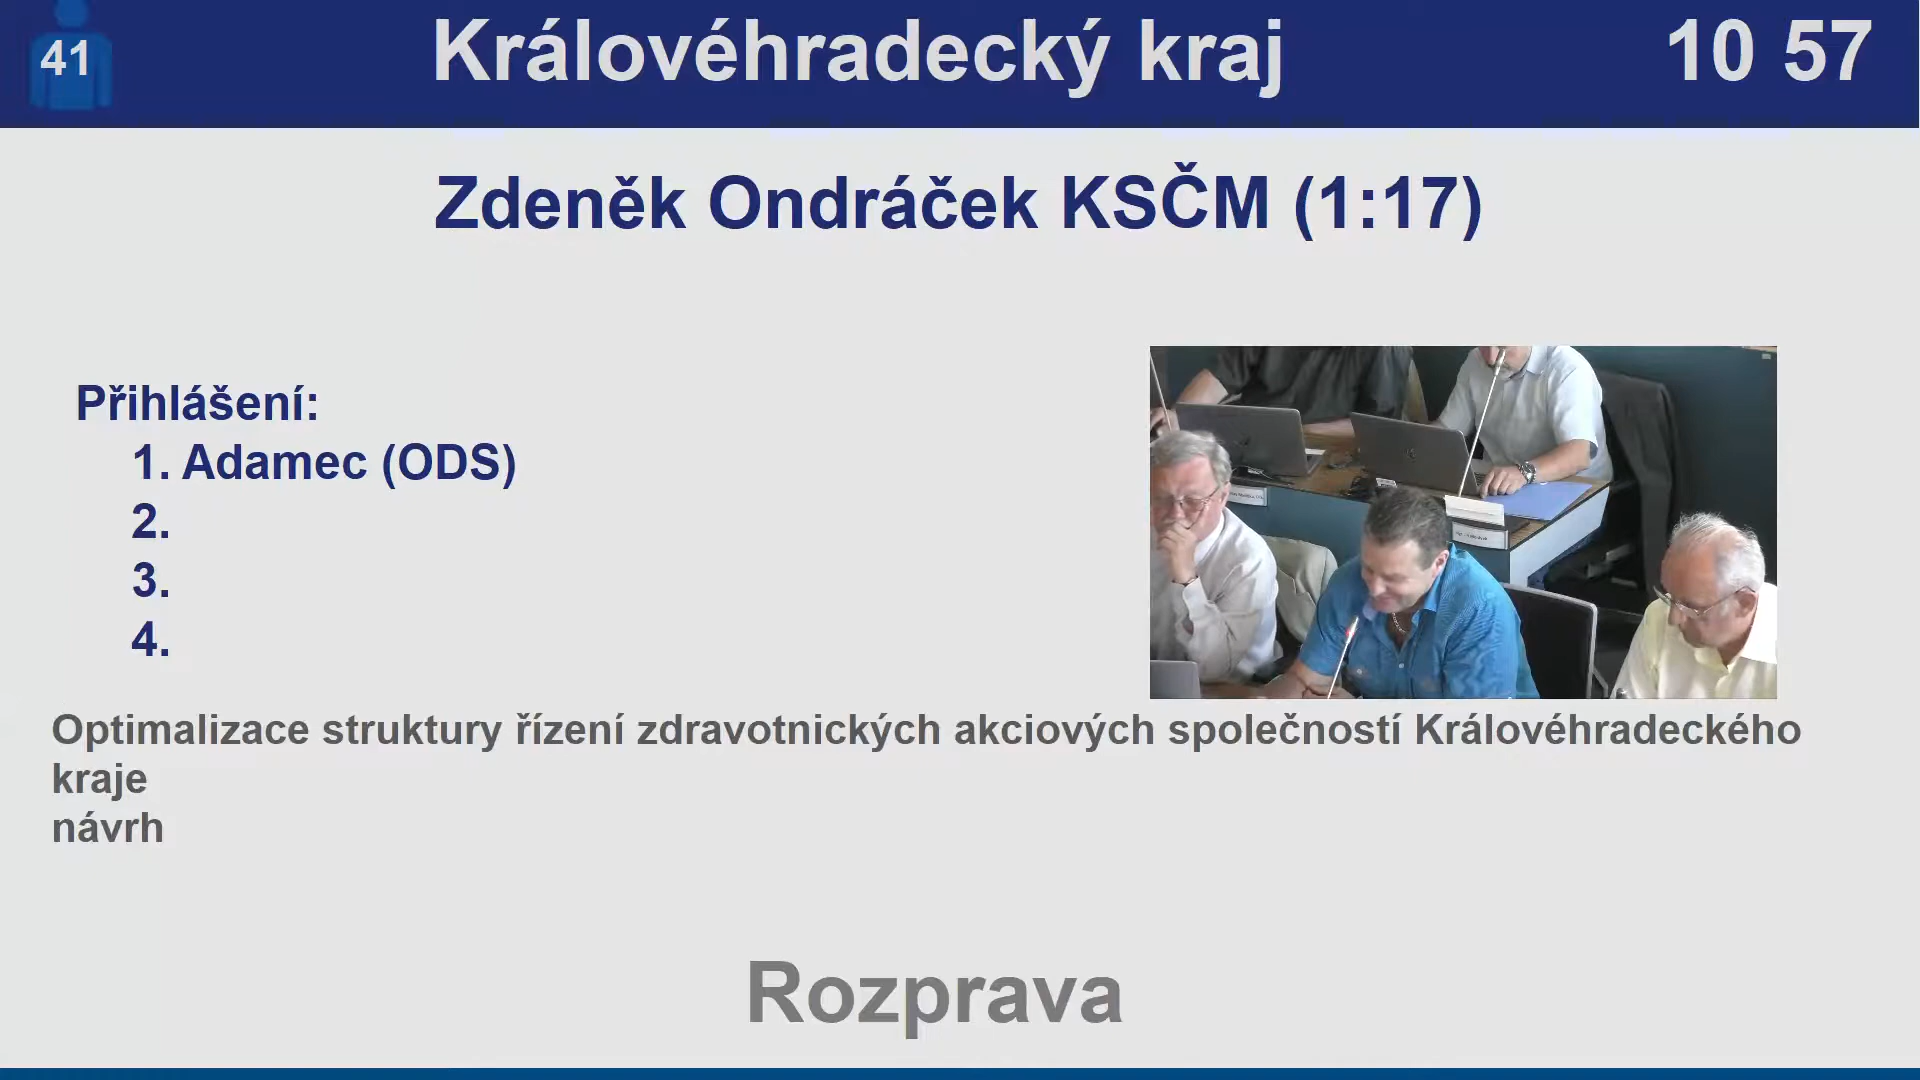 41
Královéhradecký kraj
10 57
Zdeněk Ondráček KSČM (1:17)
Přihlášení:
1. Adamec (ODS)
2.
3.
4.
Optimalizace struktury řízení zdravotnických akciových společností Královéhradeckého
kraje
návrh
Rozprava